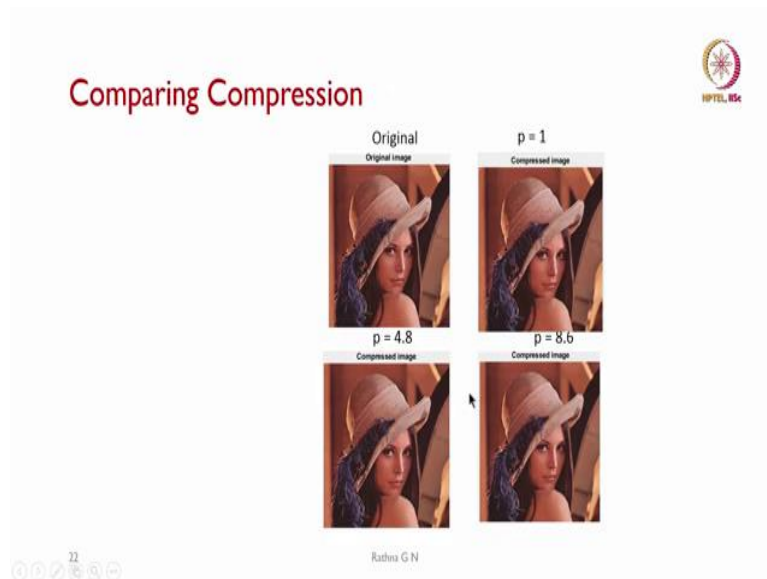 Comparing Compression
NPTEL, IISc
Original
p = 1
Original image
Compressed image
p = 4.8
p = 8.6
Compressed image
Compressed image
22
Rathna G N